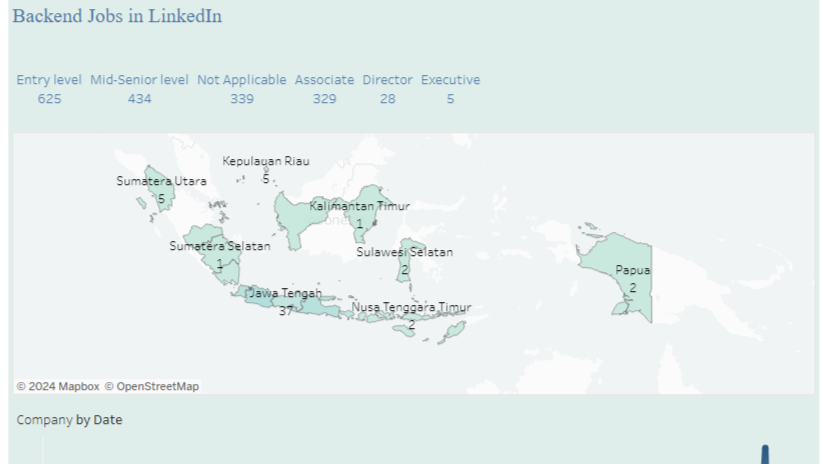 Backend Jobs in LinkedIn
Entry level Mid-Senior level Not Applicable Associate Director Executive
625 434 339 329 28 5
Kepulauan Riau
5
Sumatera Utara
5
Kalimantan Timur
1
Sumatera Selatan
1
Sulawesi Selatan
2
Papua
2
Jawa Tengah
37
Nusa Tenggara Timur
2
© 2024 Mapbox © OpenStreetMap
Company by Date